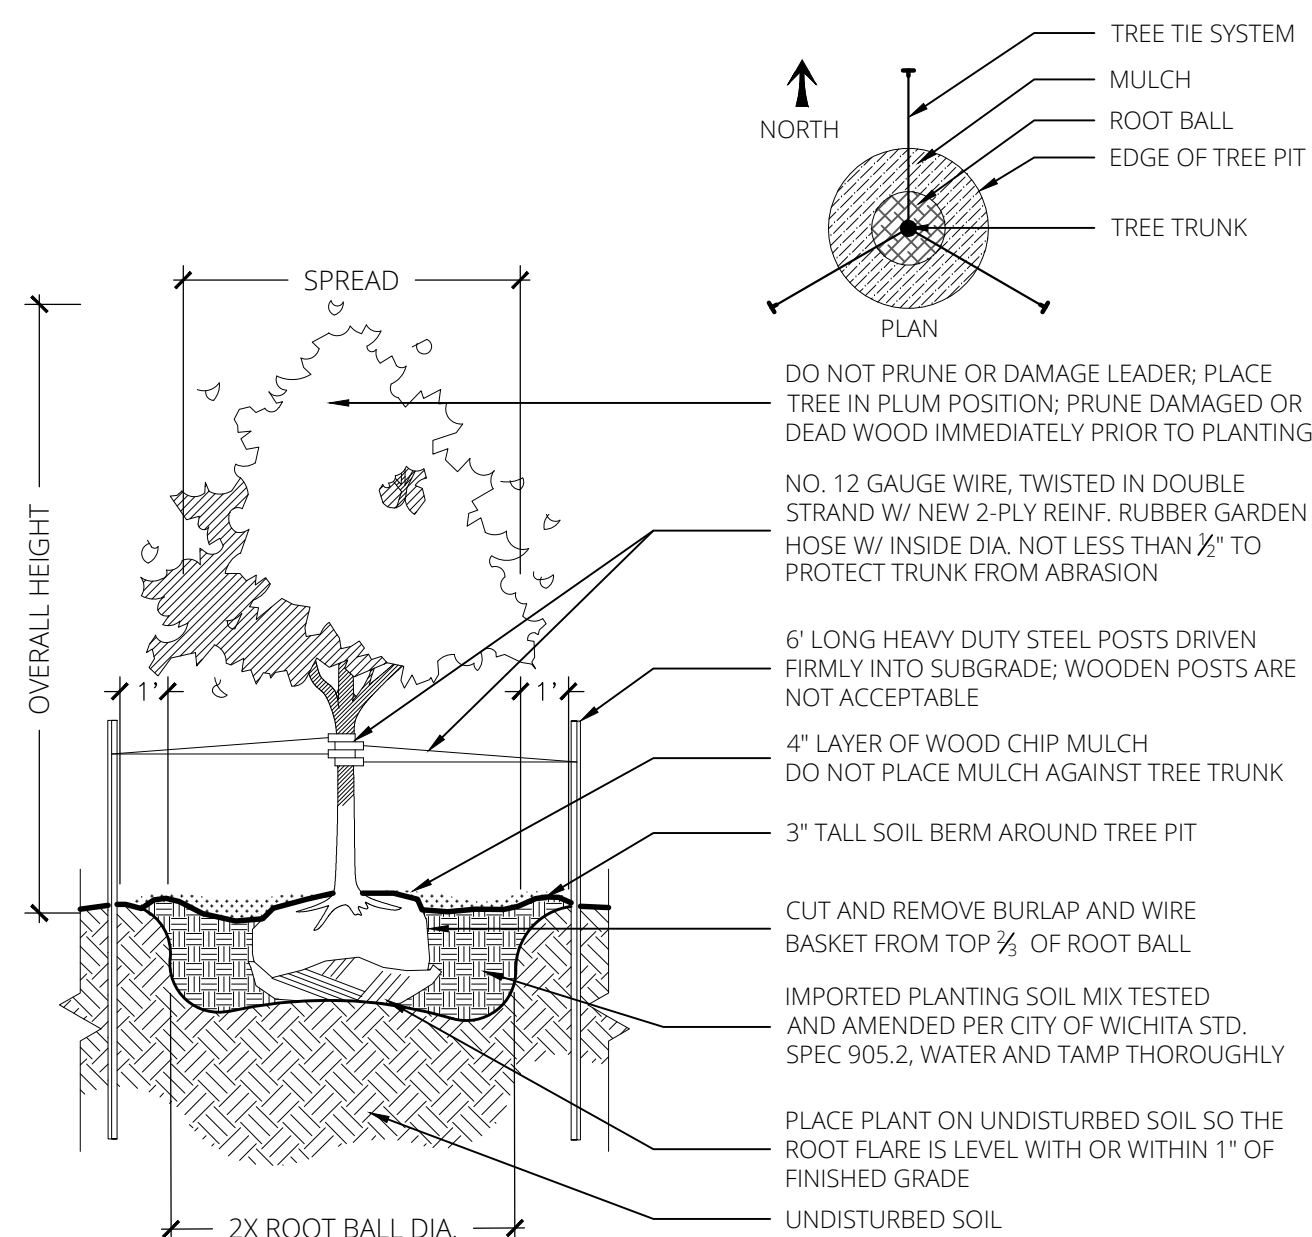 TREE TIE SYSTEM
MULCH
NORTH
ROOT BALL
EDGE OF TREE PIT
TREE TRUNK
PLAN
SPREAD
OVERALL HEIGHT
DO NOT PRUNE OR DAMAGE LEADER; PLACE
TREE IN PLUM POSITION; PRUNE DAMAGED OR
DEAD WOOD IMMEDIATELY PRIOR TO PLANTING
NO. 12 GAUGE WIRE, TWISTED IN DOUBLE
STRAND W/ NEW 2-PLY REINF. RUBBER GARDEN
HOSE W/ INSIDE DIA. NOT LESS THAN 1/2" TO
PROTECT TRUNK FROM ABRASION
6' LONG HEAVY DUTY STEEL POSTS DRIVEN
FIRMLY INTO SUBGRADE; WOODEN POSTS ARE
NOT ACCEPTABLE
1'
1'
4" LAYER OF WOOD CHIP MULCH
DO NOT PLACE MULCH AGAINST TREE TRUNK
3" TALL SOIL BERM AROUND TREE PIT
CUT AND REMOVE BURLAP AND WIRE
BASKET FROM TOP 2/3 OF ROOT BALL
IMPORTED PLANTING SOIL MIX TESTED
AND AMENDED PER CITY OF WICHITA STD.
SPEC 905.2, WATER AND TAMP THOROUGHLY
PLACE PLANT ON UNDISTURBED SOIL SO THE
ROOT FLARE IS LEVEL WITH OR WITHIN 1" OF
FINISHED GRADE
UNDISTURBED SOIL
2X ROOT BALL DIA.